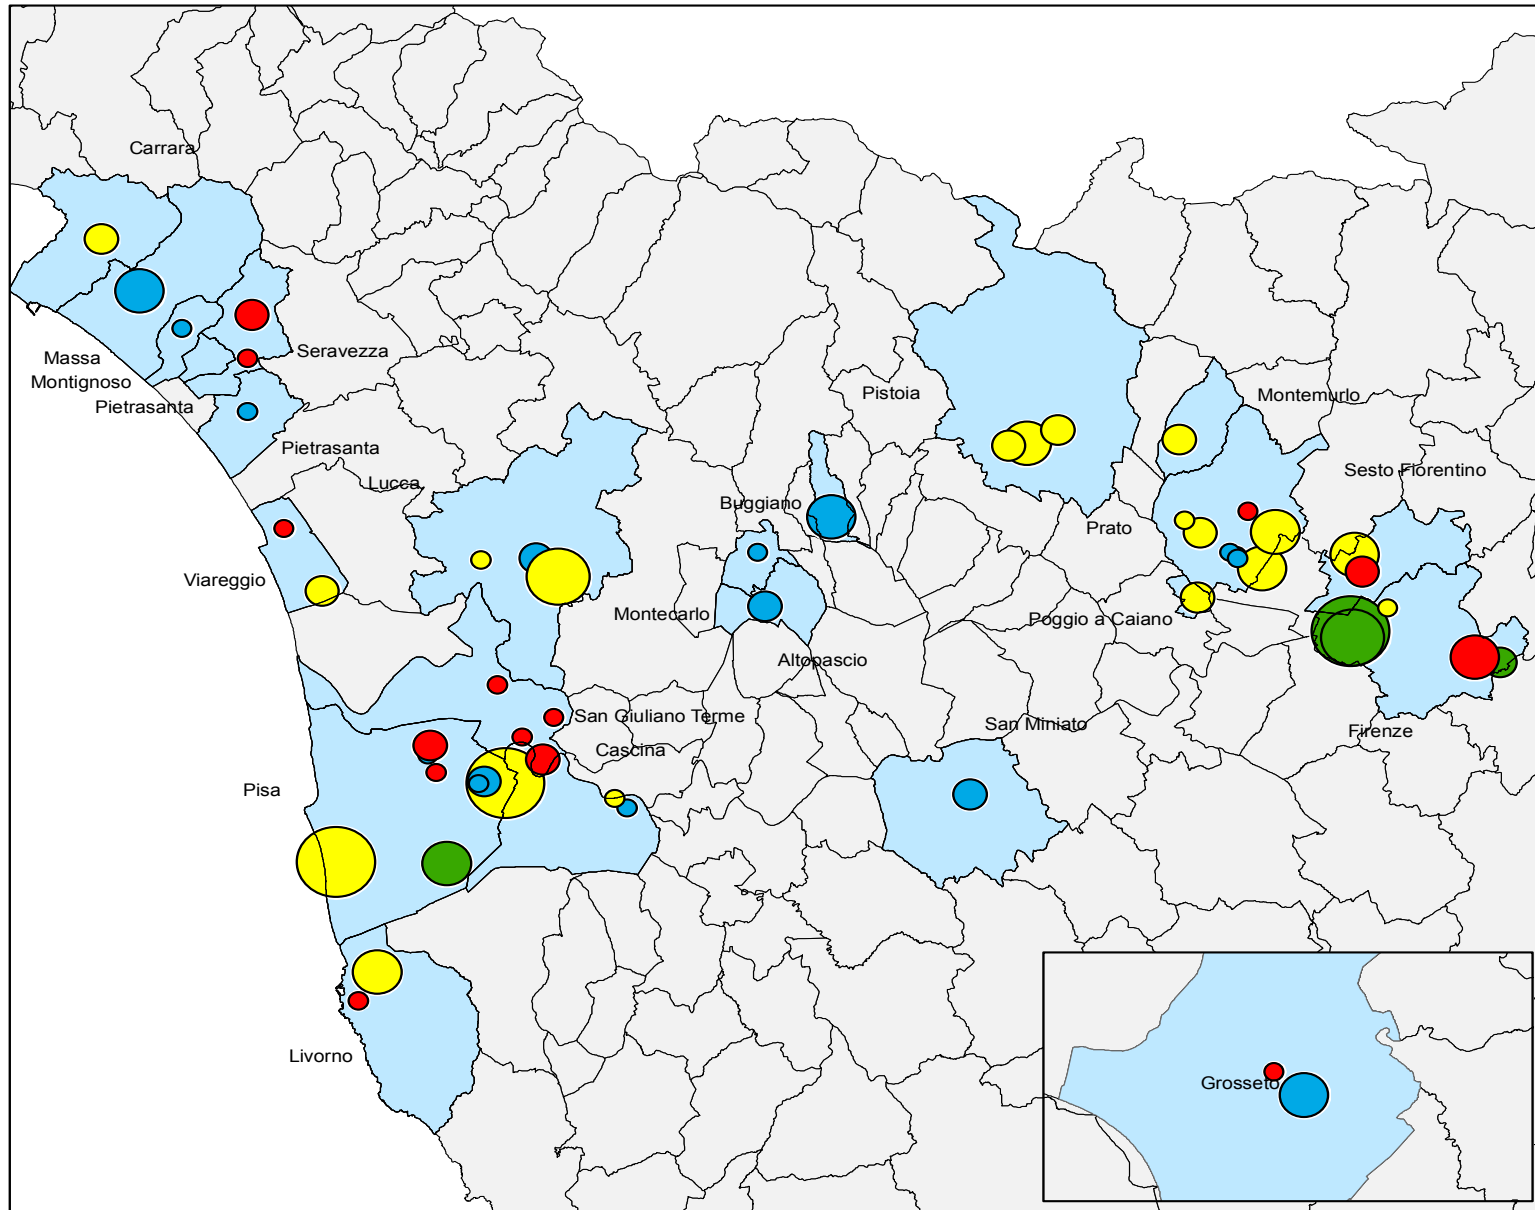 Carrara
Seravezza
Massa
Montignoso
Pietrasanta
Pistoia
Montemurlo
Pietrasanta
Lucca
Sesto Fiorentino
Buggiano
Prato
Viareggio
Montecarlo
Poggio a Caiano
Altopascio
San Giuliano Terme
San Miniato
Firenze
Cascina
Pisa
Livorno
Grosseto